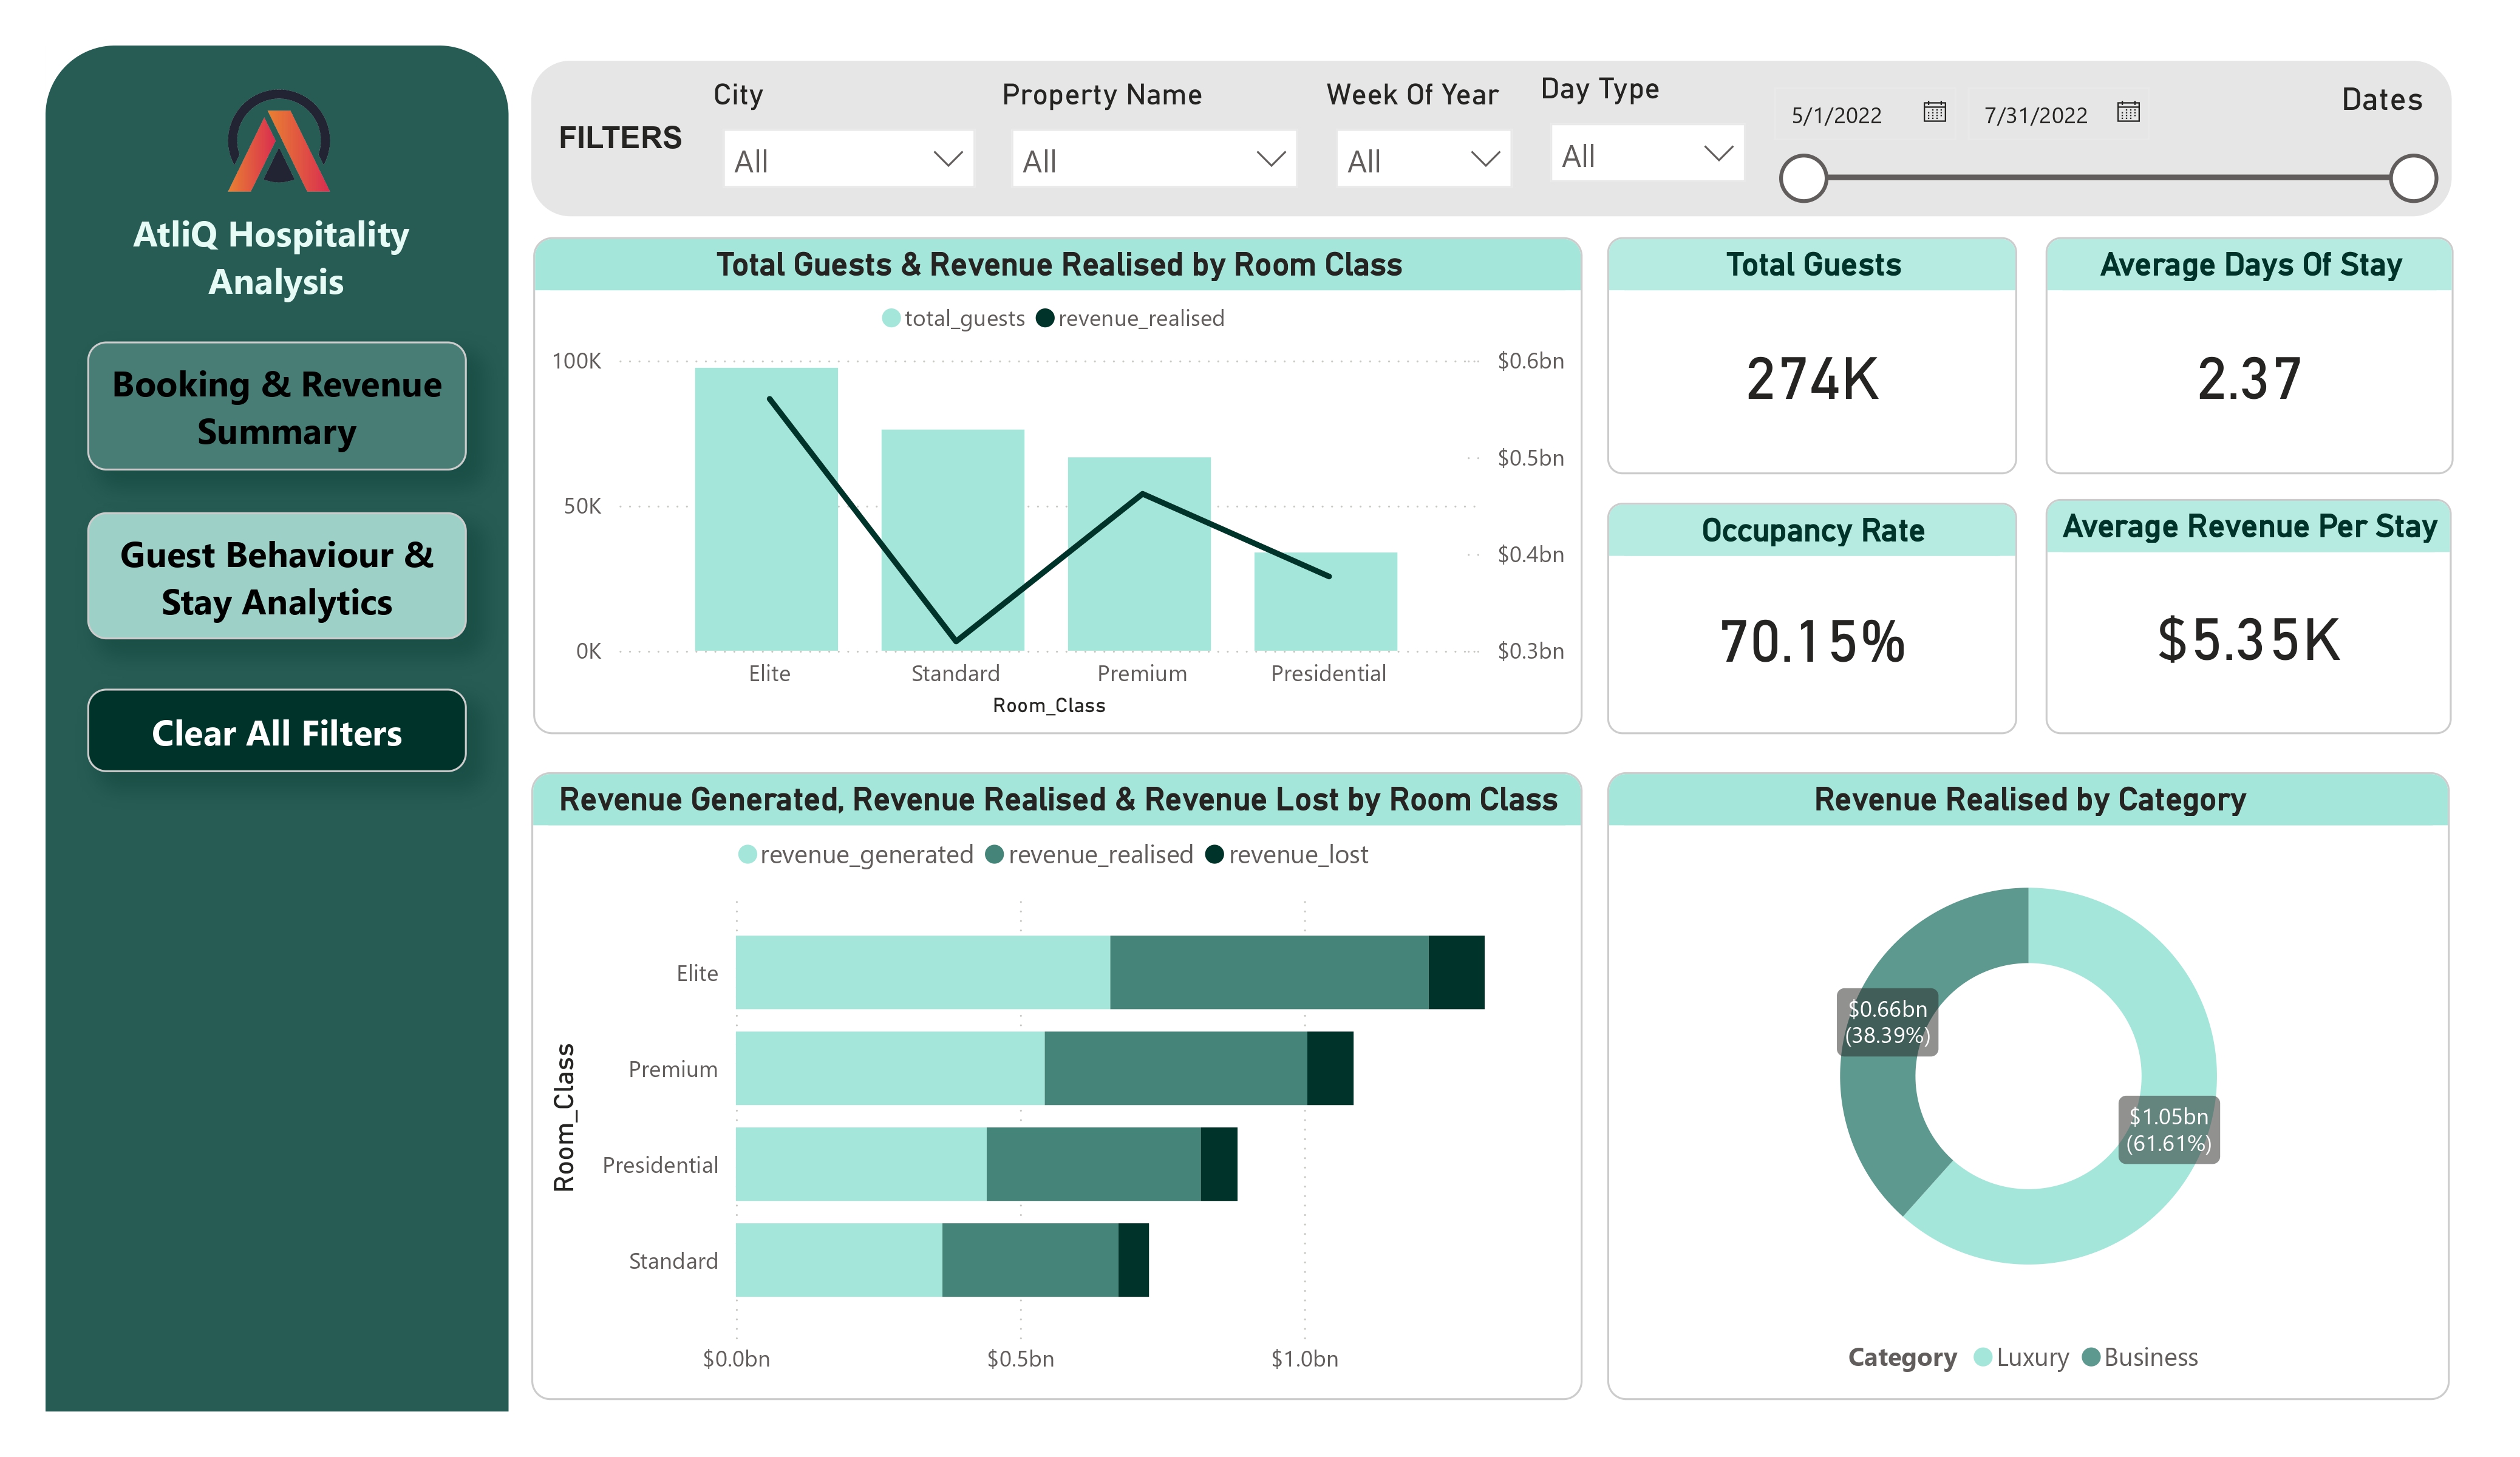 AtliQ Hospitality
Analysis
Booking & Revenue
Summary
Guest Behaviour &
Stay Analytics
Clear All Filters
FILTERS
City
All
Property Name
All
Week Of Year
All
Day Type
All
5/1/2022
7/31/2022
Dates
Total Guests & Revenue Realised by Room Class
total_guests
revenue_realised
100K
50K
0K
$0.6bn
$0.5bn
$0.4bn
$0.3bn
Elite
Standard
Premium
Presidential
Room_Class
Total Guests
274K
Average Days Of Stay
2.37
Occupancy Rate
70.15%
Average Revenue Per Stay
$5.35K
Revenue Generated, Revenue Realised & Revenue Lost by Room Class
revenue_generated
revenue_realised
revenue_lost
Room_Class
Elite
Premium
Presidential
Standard
$0.0bn
$0.5bn
$1.0bn
Revenue Realised by Category
$0.66bn
(38.39%)
$1.05bn
(61.61%)
Category
Luxury
Business